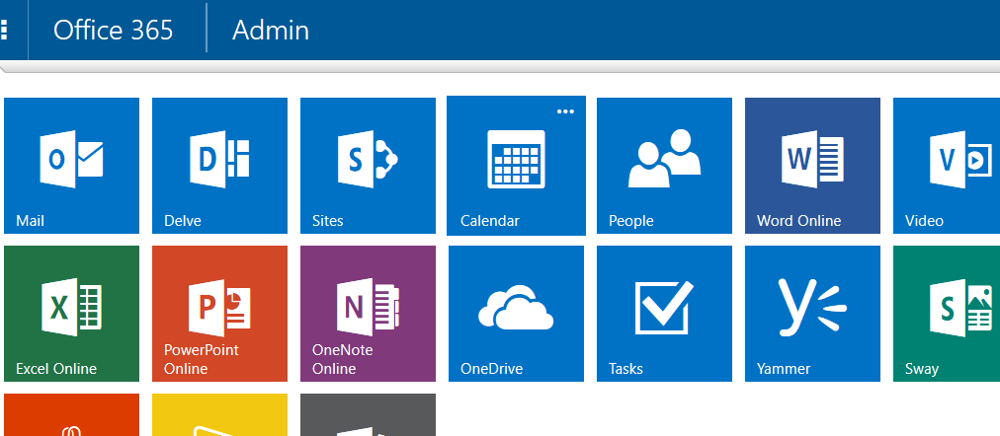 Office 365
Admin
Mail
Delve
Sites
Calendar
People
Word Online
Video
Excel Online
PowerPoint
Online
OneNote
Online
OneDrive
Tasks
Yammer
Sway